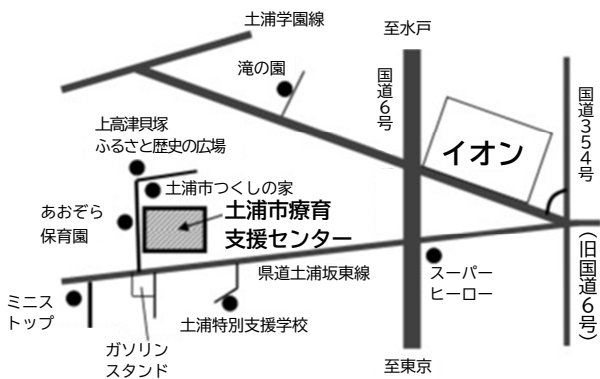 土浦学園線
至水戸
滝の園
国道6号
国道354号
イオン
上高津貝塚
ふるさと歴史の広場
土浦市つくしの家
あおぞら
保育園
土浦市療育
支援センター
県道土浦坂東線
スーパー
ヒーロー
(旧国道6号)
ミニス
トップ
土浦特別支援学校
ガソリン
スタンド
至東京